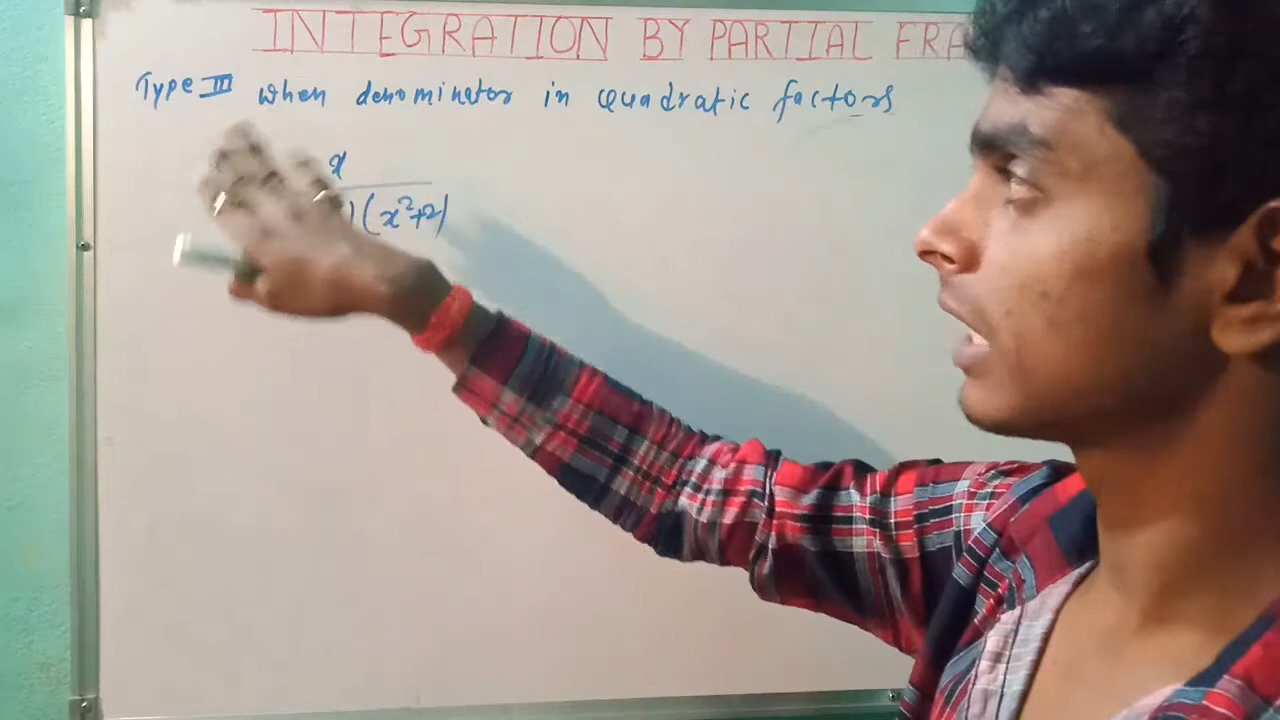 INTEGRATION BY PARTIAL FRA
Type III when denominator in quadratic factors
x
) (x²+2)